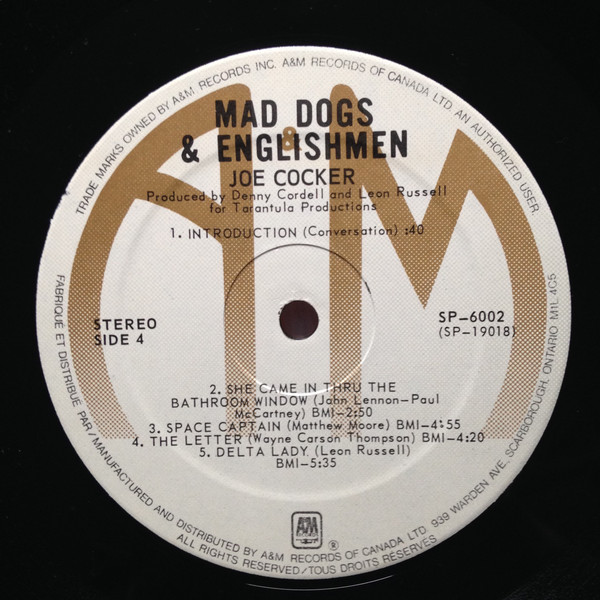 TRADE MARKS OWNED BY A&M RECORDS INC. A&M RECORDS OF CANADA LTD. AN AUTHORIZED USER
MAD DOGS
& ENGLISHMEN
JOE COCKER
Produced by Denny Cordell and Leon Russell
for Tarantula Productions
1. INTRODUCTION (Conversation) :40
STEREO
SIDE 4
SP-6002
(SP-19018)
2. SHE CAME IN THRU THE
BATHROOM WINDOW (Jahn Lennon-Paul
McCartney) BMI-2:50
3. SPACE CAPTAIN (Matthew Moore) BMI-4:55
4. THE LETTER (Wayne Carson Thompson) BMI-4:20
5. DELTA LADY (Leon Russell)
BMI-5:35
A&M
®
FABRIQUÉ ET DISTRIBUÉ PAR/MANUFACTURED AND DISTRIBUTED BY A&M RECORDS OF CANADA LTD. 939 WARDEN AVE, SCARBOROUGH, ONTARIO M1L 4C5
ALL RIGHTS RESERVED/TOUS DROITS RESERVÉS